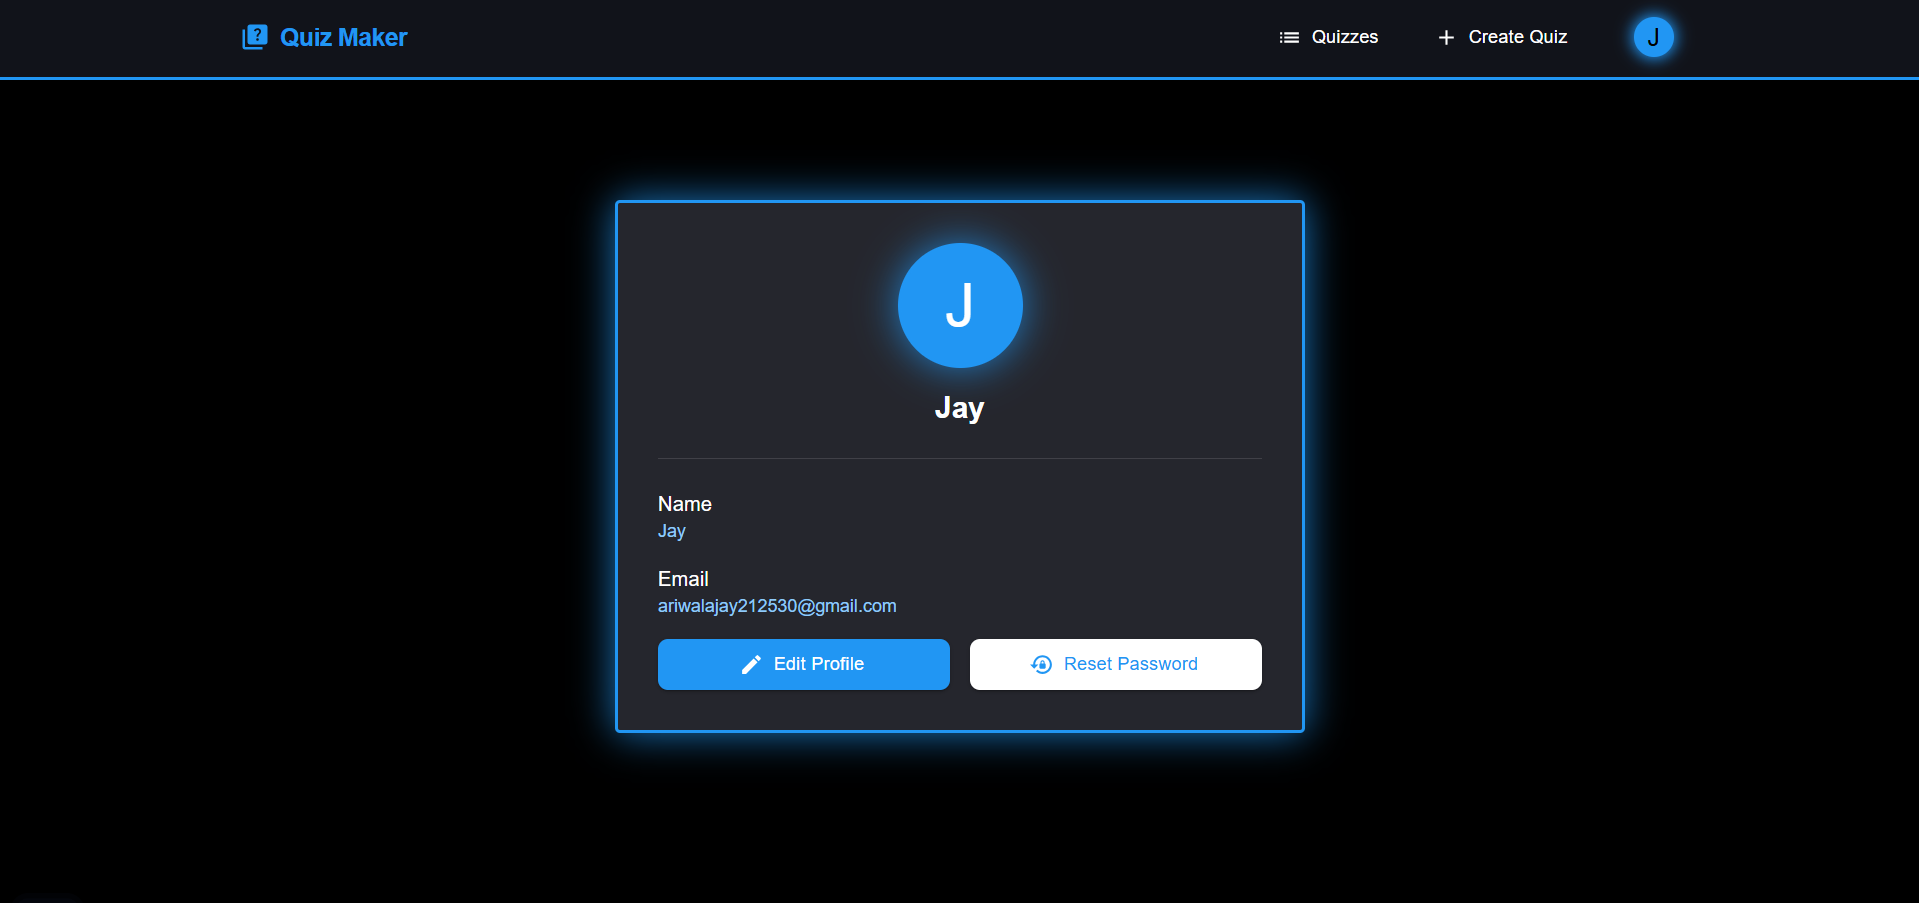 Quiz Maker
Quizzes
Create Quiz
J
J
Jay
Name
Jay
Email
ariwalajay212530@gmail.com
Edit Profile
Reset Password